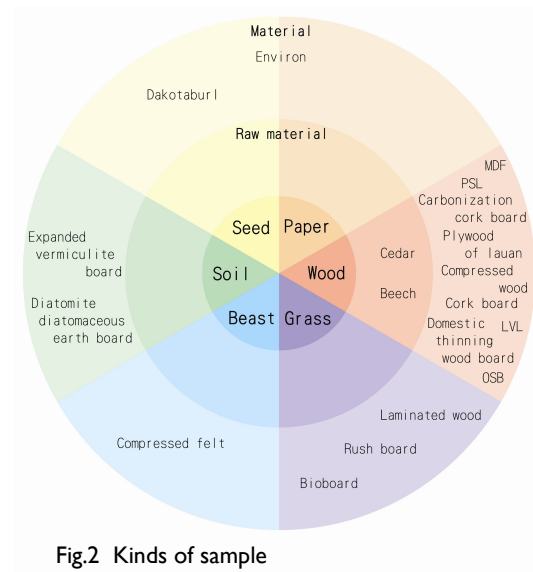 Material
Environ
Dakotaburl
Raw material
Seed
Paper
MDF
PSL
Carbonization
cork board
Plywood
of lauan
Compressed
wood
Cork board
Domestic
LVL
thinning
wood board
OSB
Cedar
Beech
Wood
Soil
Expanded
vermiculite
board
Diatomite
diatomaceous
earth board
Beast
Grass
Compressed felt
Laminated wood
Rush board
Bioboard
Fig.2 Kinds of sample